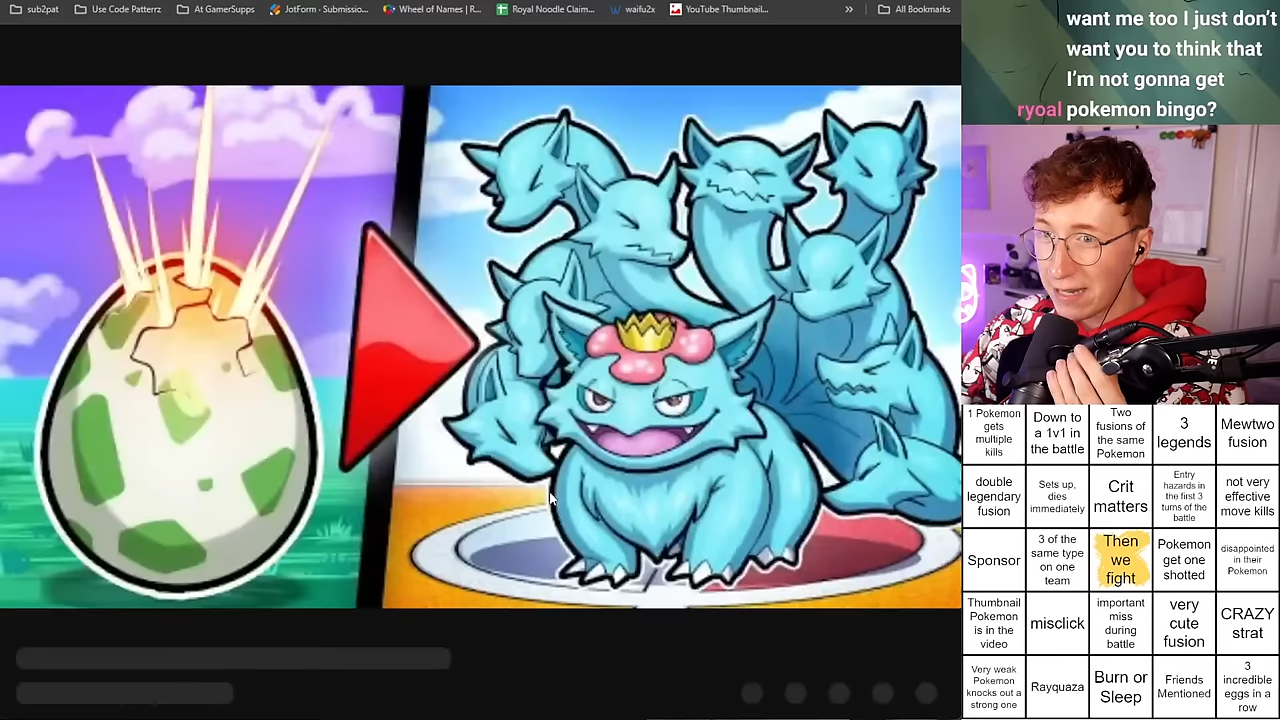 sub2pat
Use Code Patterrz
At GamerSupps
JotForm · Submissio...
Wheel of Names | R...
Royal Noodle Claim...
waifu2x
YouTube Thumbnail...
»
All Bookmarks
want me too I just don't
want you to think that
I'm not gonna get
ryoal pokemon bingo?
1 Pokemon
gets
multiple
kills
Down to
a 1v1 in
the battle
Two
fusions of
the same
Pokemon
3
legends
Mewtwo
fusion
double
legendary
fusion
Sets up,
dies
immediately
Crit
matters
Entry
hazards in
the first 3
turns of the
battle
not very
effective
move kills
Sponsor
3 of the
same type
on one
team
Then
we
fight
Pokemon
get one
shotted
disappointed
in their
Pokemon
Thumbnail
Pokemon
is in the
video
misclick
important
miss
during
battle
very
cute
fusion
CRAZY
strat
Very weak
Pokemon
knocks out a
strong one
Rayquaza
Burn or
Sleep
Friends
Mentioned
3
incredible
eggs in a
row